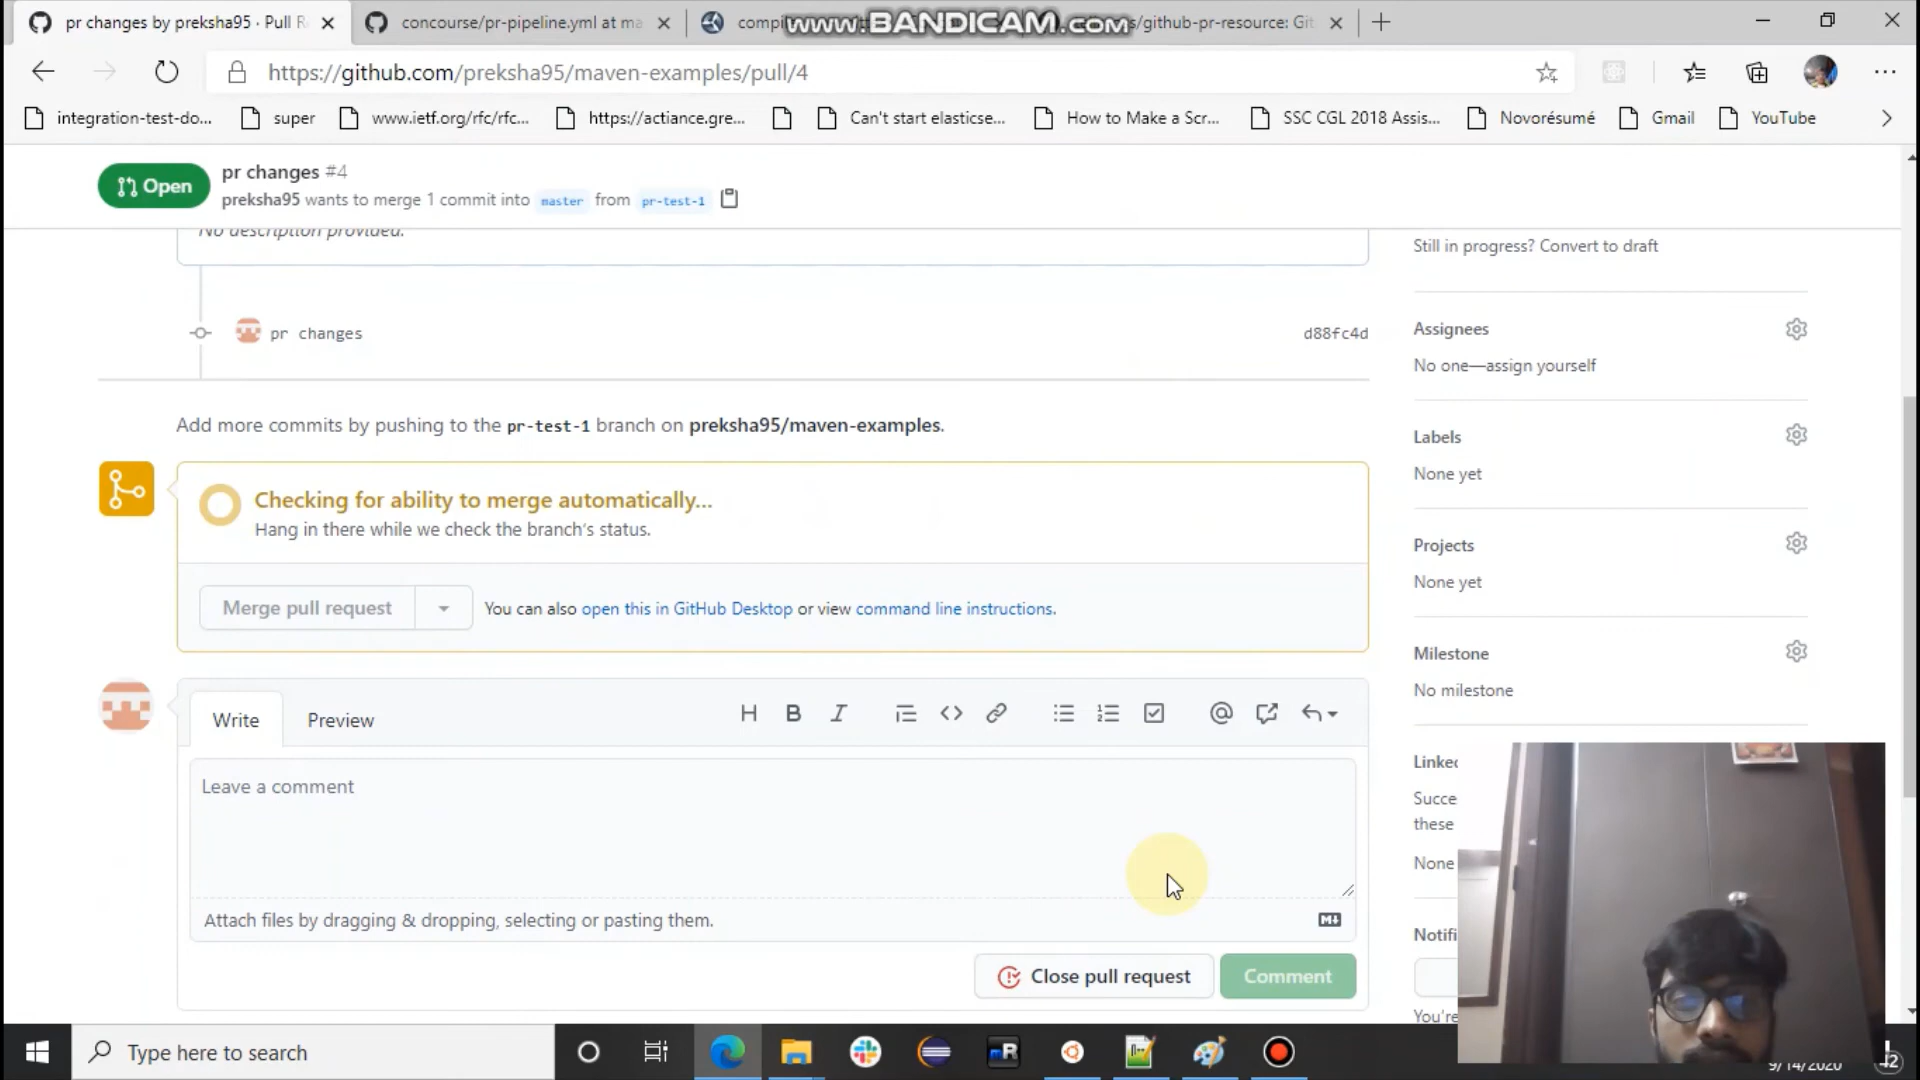 pr changes by preksha95 · Pull R
concourse/pr-pipeline.yml at ma
compil
www.BANDICAM.com
/github-pr-resource: Git
https://github.com/preksha95/maven-examples/pull/4
integration-test-do...
super
www.ietf.org/rfc/rfc...
https://actiance.gre...
Can't start elasticse...
How to Make a Scr...
SSC CGL 2018 Assis...
Novorésumé
Gmail
YouTube
Open
pr changes #4
preksha95 wants to merge 1 commit into master from pr-test-1
No description provided.
Still in progress? Convert to draft
pr changes
d88fc4d
Assignees
No one—assign yourself
Add more commits by pushing to the pr-test-1 branch on preksha95/maven-examples.
Labels
None yet
Checking for ability to merge automatically...
Hang in there while we check the branch's status.
Projects
None yet
Merge pull request
You can also open this in GitHub Desktop or view command line instructions.
Milestone
No milestone
Write
Preview
H B I
Leave a comment
Linked
Succe
these
None
Attach files by dragging & dropping, selecting or pasting them.
Notifi
Close pull request
Comment
You're
Type here to search
9/14/2020